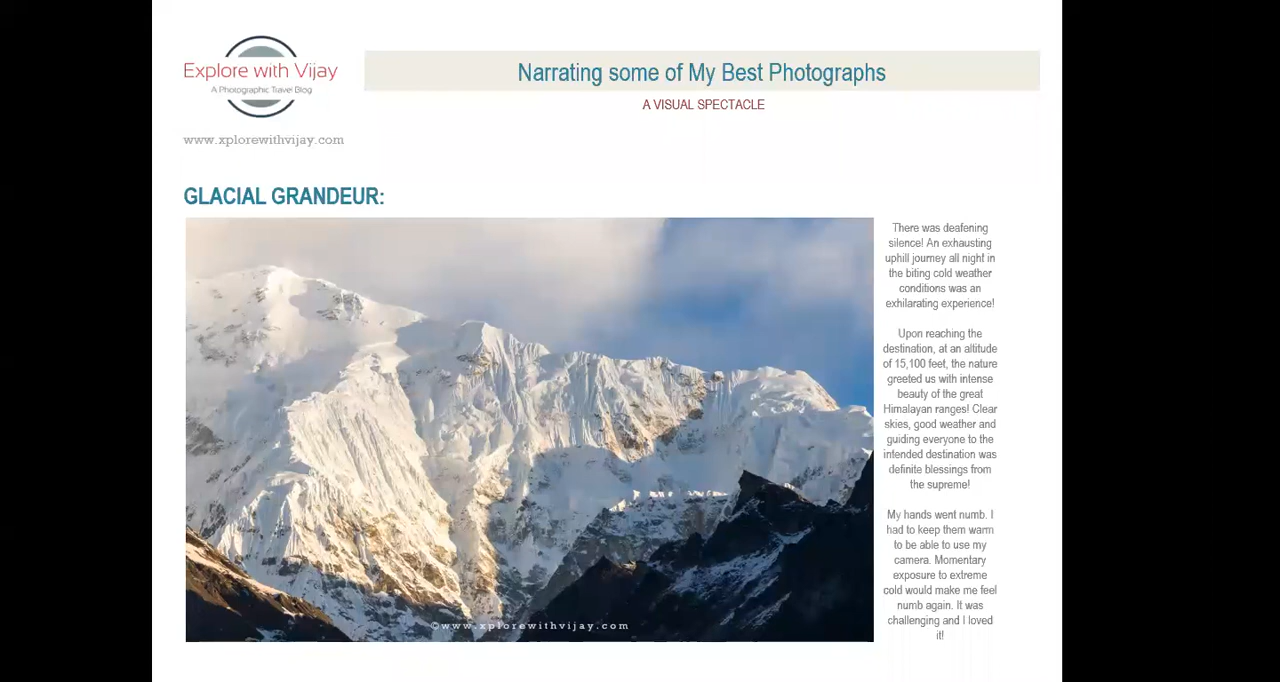 Explore with Vijay
A Photographic Travel Blog
www.xplorewithvijay.com
Narrating some of My Best Photographs
A VISUAL SPECTACLE
GLACIAL GRANDEUR:
There was deafening
silence! An exhausting
uphill journey all night in
the biting cold weather
conditions was an
exhilarating experience!
Upon reaching the
destination, at an altitude
of 15,100 feet, the nature
greeted us with intense
beauty of the great
Himalayan ranges! Clear
skies, good weather and
guiding everyone to the
intended destination was
definite blessings from
the supreme!
My hands went numb. I
had to keep them warm
to be able to use my
camera. Momentary
exposure to extreme
cold would make me feel
numb again. It was
challenging and I loved
it!
©www.xplorewithvijay.com